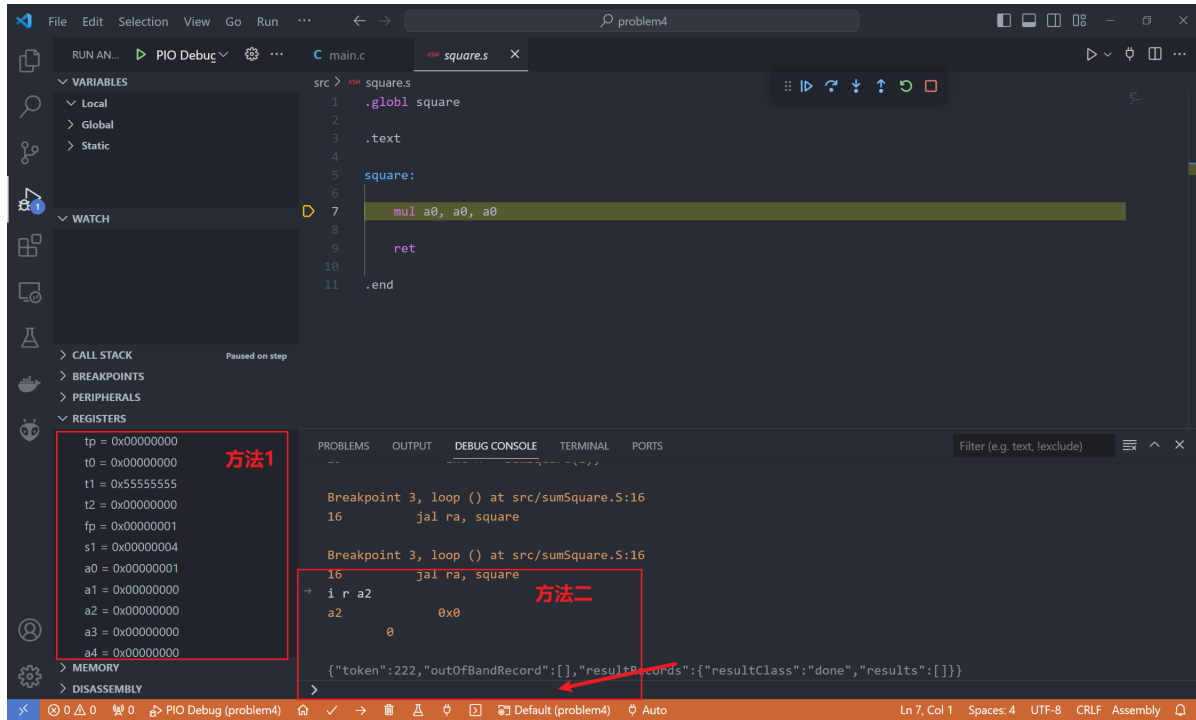 File Edit Selection View Go Run ··· problem4
RUN AN... PIO Debug
C main.c
ASM square.s
VARIABLES
Local
Global
Static
WATCH
CALL STACK Paused on step
BREAKPOINTS
PERIPHERALS
REGISTERS
tp = 0x00000000
t0 = 0x00000000
t1 = 0x55555555
t2 = 0x00000000
fp = 0x00000001
s1 = 0x00000004
a0 = 0x00000001
a1 = 0x00000000
a2 = 0x00000000
a3 = 0x00000000
a4 = 0x00000000
方法1
MEMORY
DISASSEMBLY
src > ASM square.s
1 .globl square
2
3 .text
4
5 square:
6
7 mul a0, a0, a0
8
9 ret
10
11 .end
PROBLEMS OUTPUT DEBUG CONSOLE TERMINAL PORTS Filter (e.g. text, !exclude)
Breakpoint 3, loop () at src/sumSquare.S:16
16 jal ra, square
Breakpoint 3, loop () at src/sumSquare.S:16
16 jal ra, square
i r a2
方法二
a2 0x0
0
{"token":222,"outOfBandRecord":[],"resultRecords":{"resultClass":"done","results":[]}}
>
0 0 0 PIO Debug (problem4) Default (problem4) Auto Ln 7, Col 1 Spaces: 4 UTF-8 CRLF Assembly